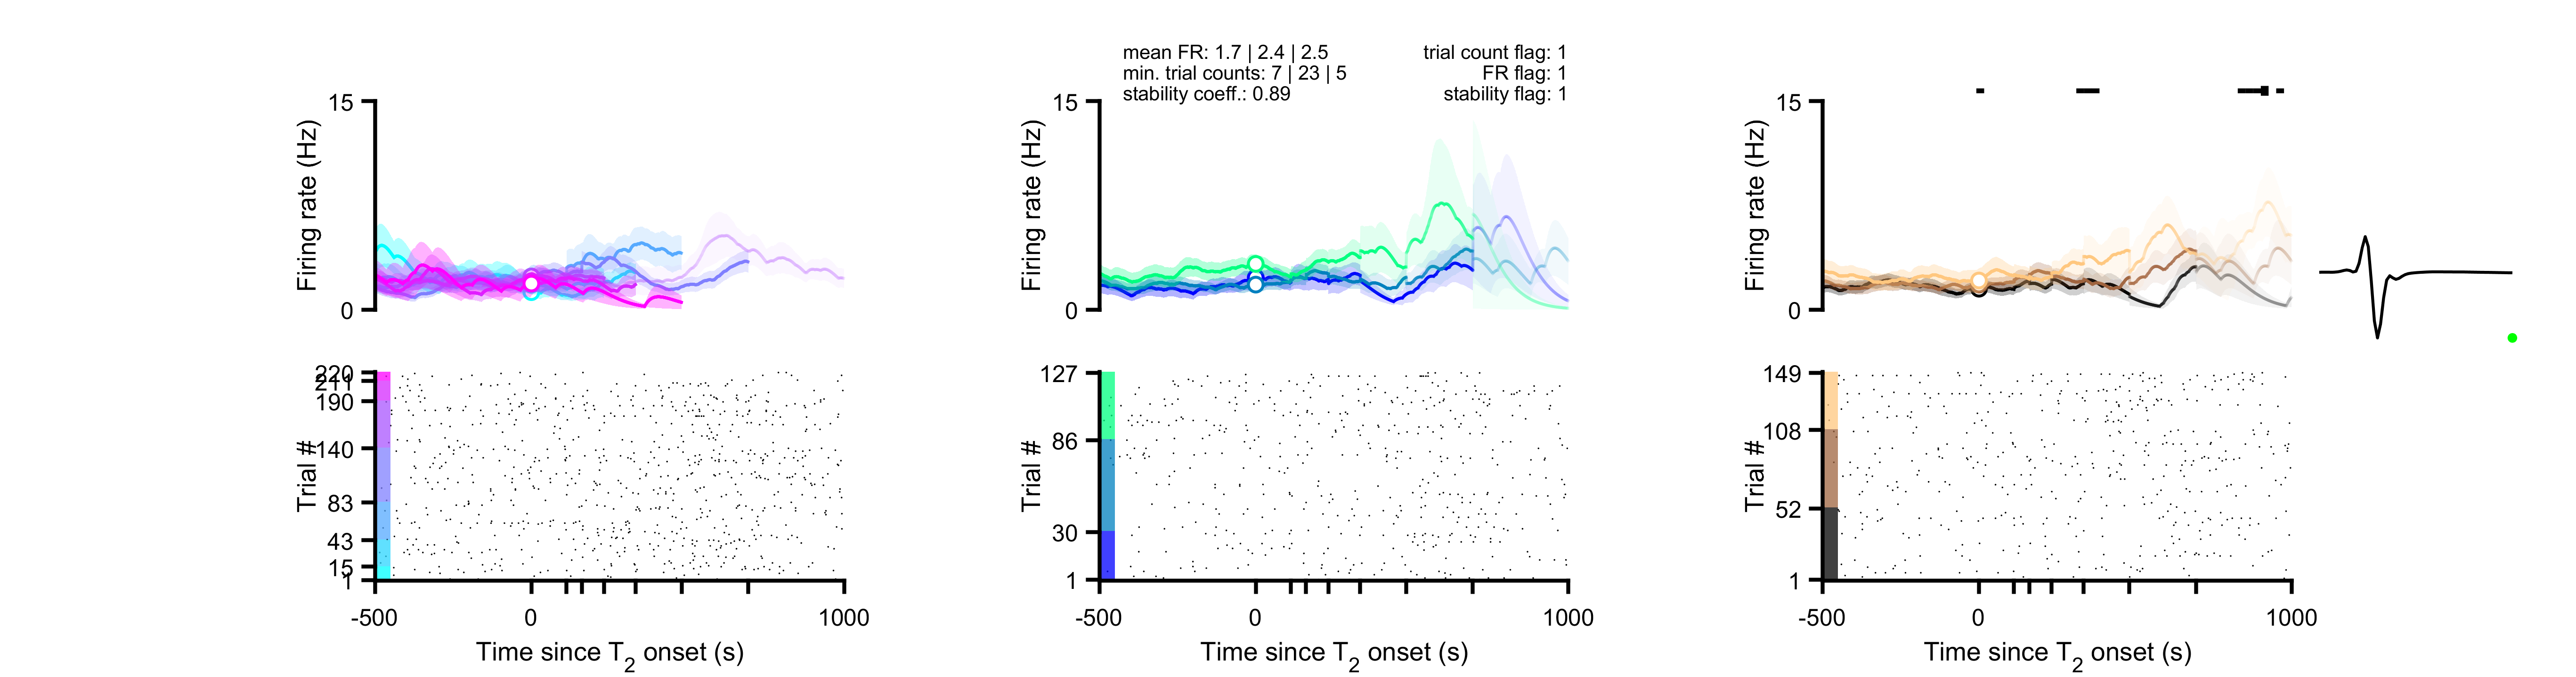 mean FR: 1.7 | 2.4 | 2.5
min. trial counts: 7 | 23 | 5
stability coeff.: 0.89
trial count flag: 1
FR flag: 1
stability flag: 1
15
Firing rate (Hz)
0
15
Firing rate (Hz)
0
15
Firing rate (Hz)
0
320
190
140
83
43
15
1
Trial #
-500
0
1000
Time since T2 onset (s)
127
86
30
1
Trial #
-500
0
1000
Time since T2 onset (s)
149
108
52
1
Trial #
-500
0
1000
Time since T2 onset (s)